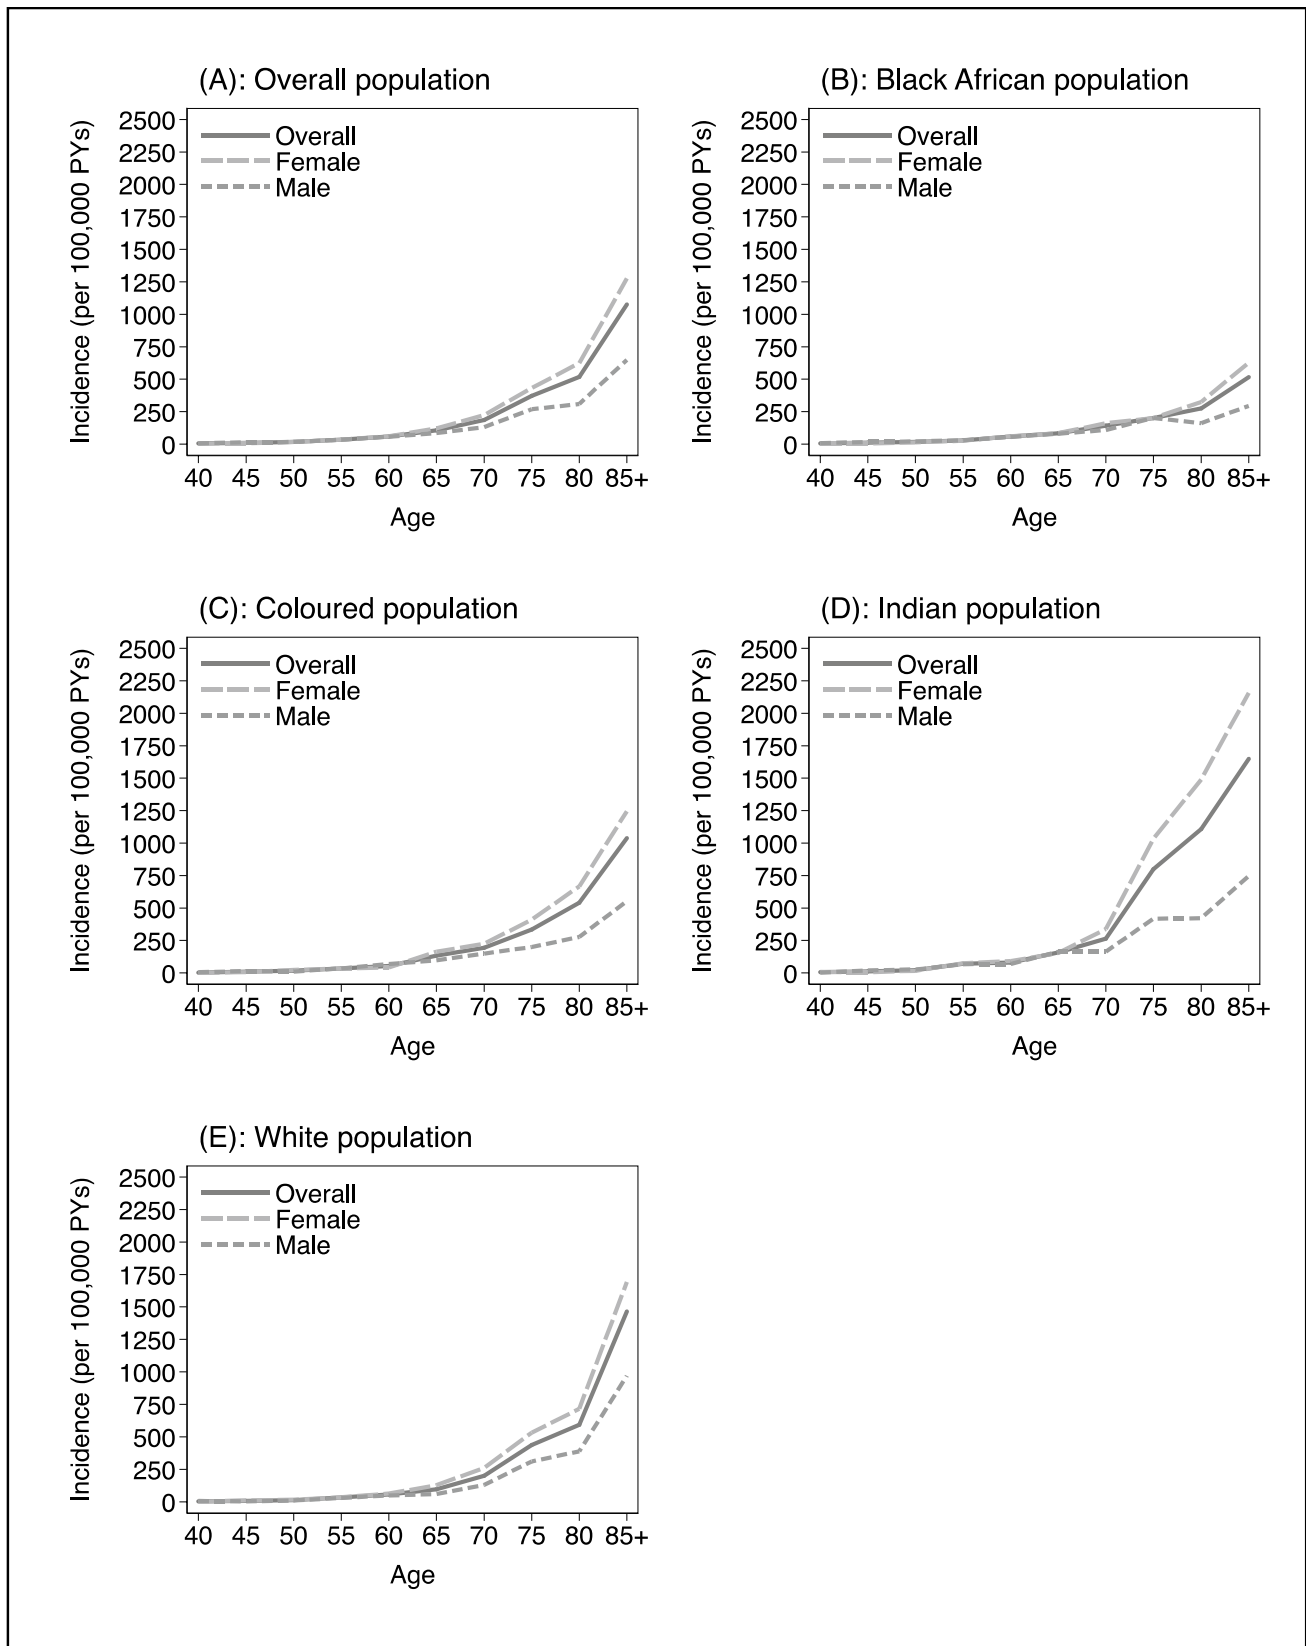 (A): Overall population
Incidence (per 100,000 PYs)
2500
2250
2000
1750
1500
1250
1000
750
500
250
0
Overall
Female
Male
40 45 50 55 60 65 70 75 80 85+
Age
(B): Black African population
Incidence (per 100,000 PYs)
2500
2250
2000
1750
1500
1250
1000
750
500
250
0
Overall
Female
Male
40 45 50 55 60 65 70 75 80 85+
Age
(C): Coloured population
Incidence (per 100,000 PYs)
2500
2250
2000
1750
1500
1250
1000
750
500
250
0
Overall
Female
Male
40 45 50 55 60 65 70 75 80 85+
Age
(D): Indian population
Incidence (per 100,000 PYs)
2500
2250
2000
1750
1500
1250
1000
750
500
250
0
Overall
Female
Male
40 45 50 55 60 65 70 75 80 85+
Age
(E): White population
Incidence (per 100,000 PYs)
2500
2250
2000
1750
1500
1250
1000
750
500
250
0
Overall
Female
Male
40 45 50 55 60 65 70 75 80 85+
Age